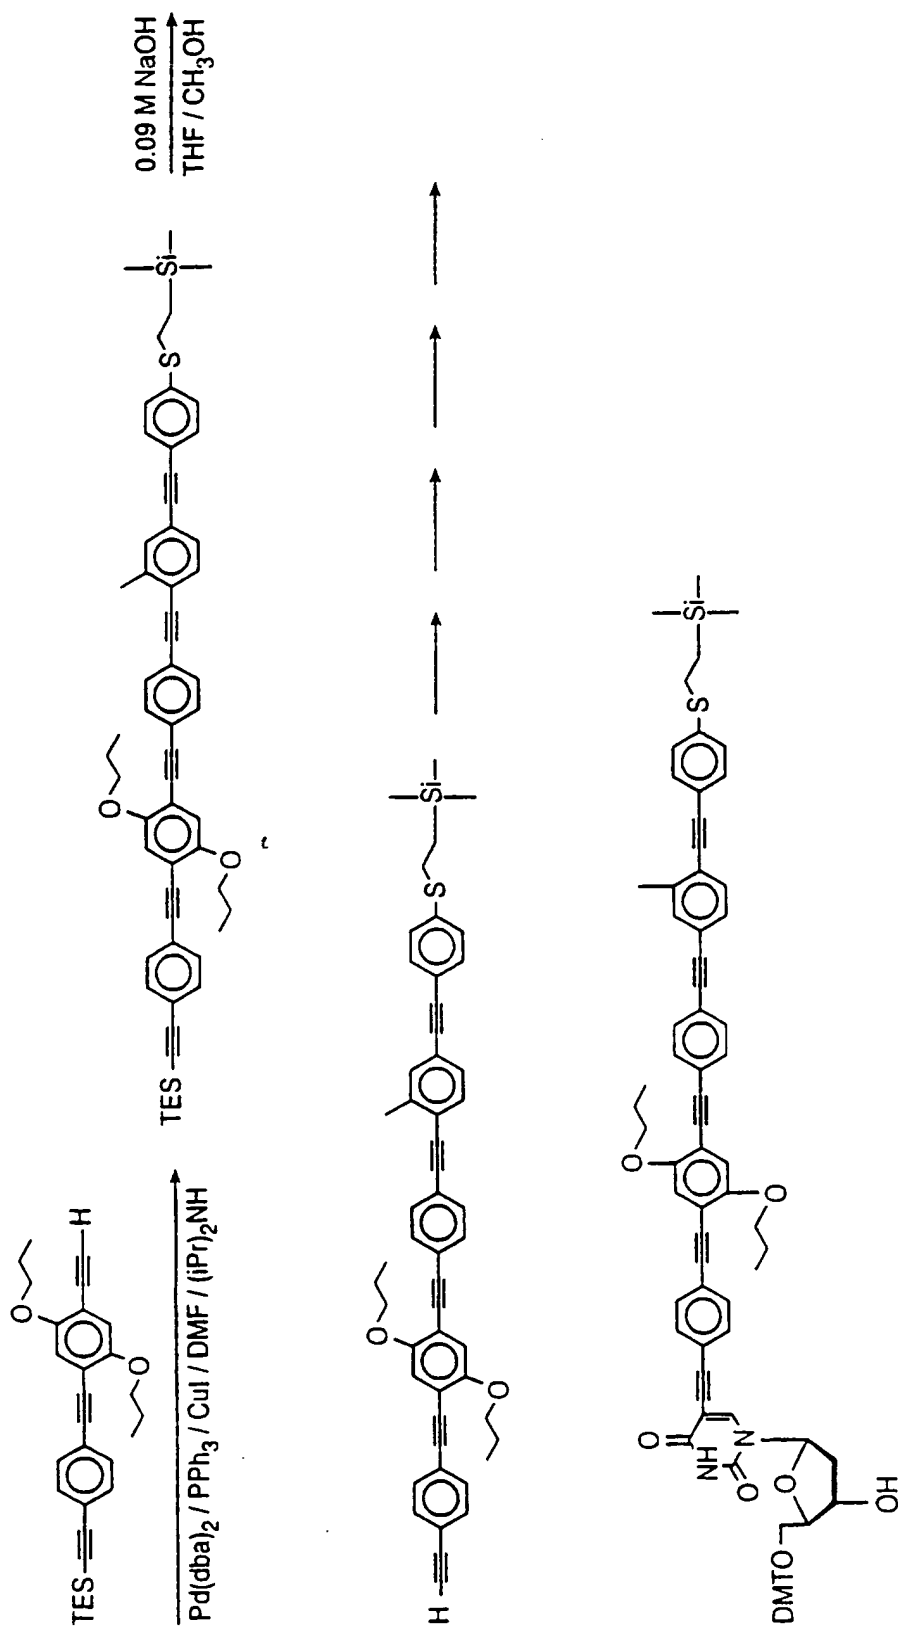 TES
O
O
H
Pd(dba)2 / PPh3 / CuI / DMF / (iPr)2NH
TES
O
O
S
Si
0.09 M NaOH
THF / CH3OH
H
O
O
S
Si
DMTO
O
OH
O
NH
N
O
O
O
S
Si